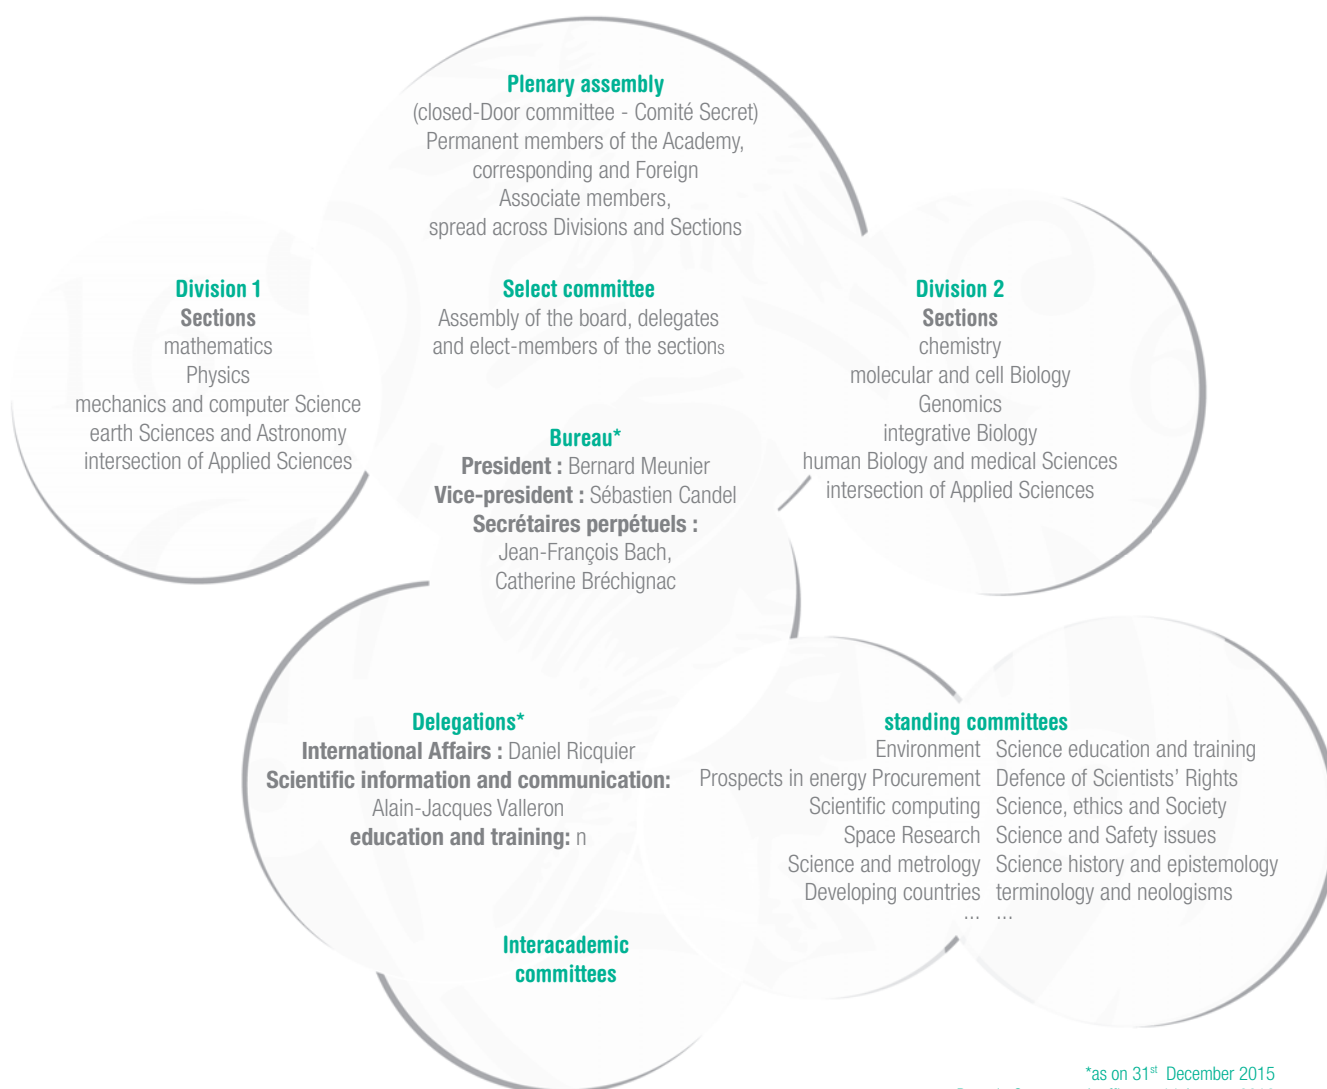 Plenary assembly
(closed-Door committee - Comité Secret)
Permanent members of the Academy,
corresponding and Foreign
Associate members,
spread across Divisions and Sections
Division 1
Sections
mathematics
Physics
mechanics and computer Science
earth Sciences and Astronomy
intersection of Applied Sciences
Select committee
Assembly of the board, delegates
and elect-members of the sections
Division 2
Sections
chemistry
molecular and cell Biology
Genomics
integrative Biology
human Biology and medical Sciences
intersection of Applied Sciences
Bureau*
President : Bernard Meunier
Vice-president : Sébastien Candel
Secrétaires perpétuels :
Jean-François Bach,
Catherine Bréchignac
Delegations*
International Affairs : Daniel Ricquier
Scientific information and communication:
Alain-Jacques Valleron
education and training: n
standing committees
Environment
Prospects in energy Procurement
Scientific computing
Space Research
Science and metrology
Developing countries
...
Science education and training
Defence of Scientists' Rights
Science, ethics and Society
Science and Safety issues
Science history and epistemology
terminology and neologisms
...
Interacademic
committees
*as on 31st December 2015